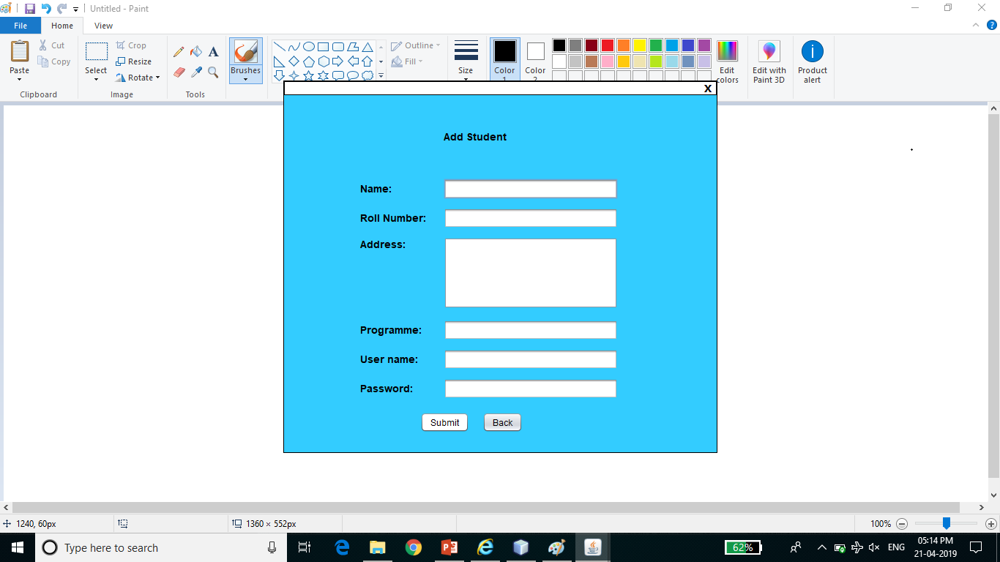 Untitled - Paint
File Home View
Paste
Cut
Copy
Clipboard
Select
Crop
Resize
Rotate
Image
Tools
Brushes
Outline
Fill
Size
Color
1
Color
2
Edit
colors
Edit with
Paint 3D
Product
alert
X
Add Student
Name:
Roll Number:
Address:
Programme:
User name:
Password:
Submit Back
1240, 60px 1360 × 552px 100%
Type here to search
62%
ENG
05:14 PM
21-04-2019